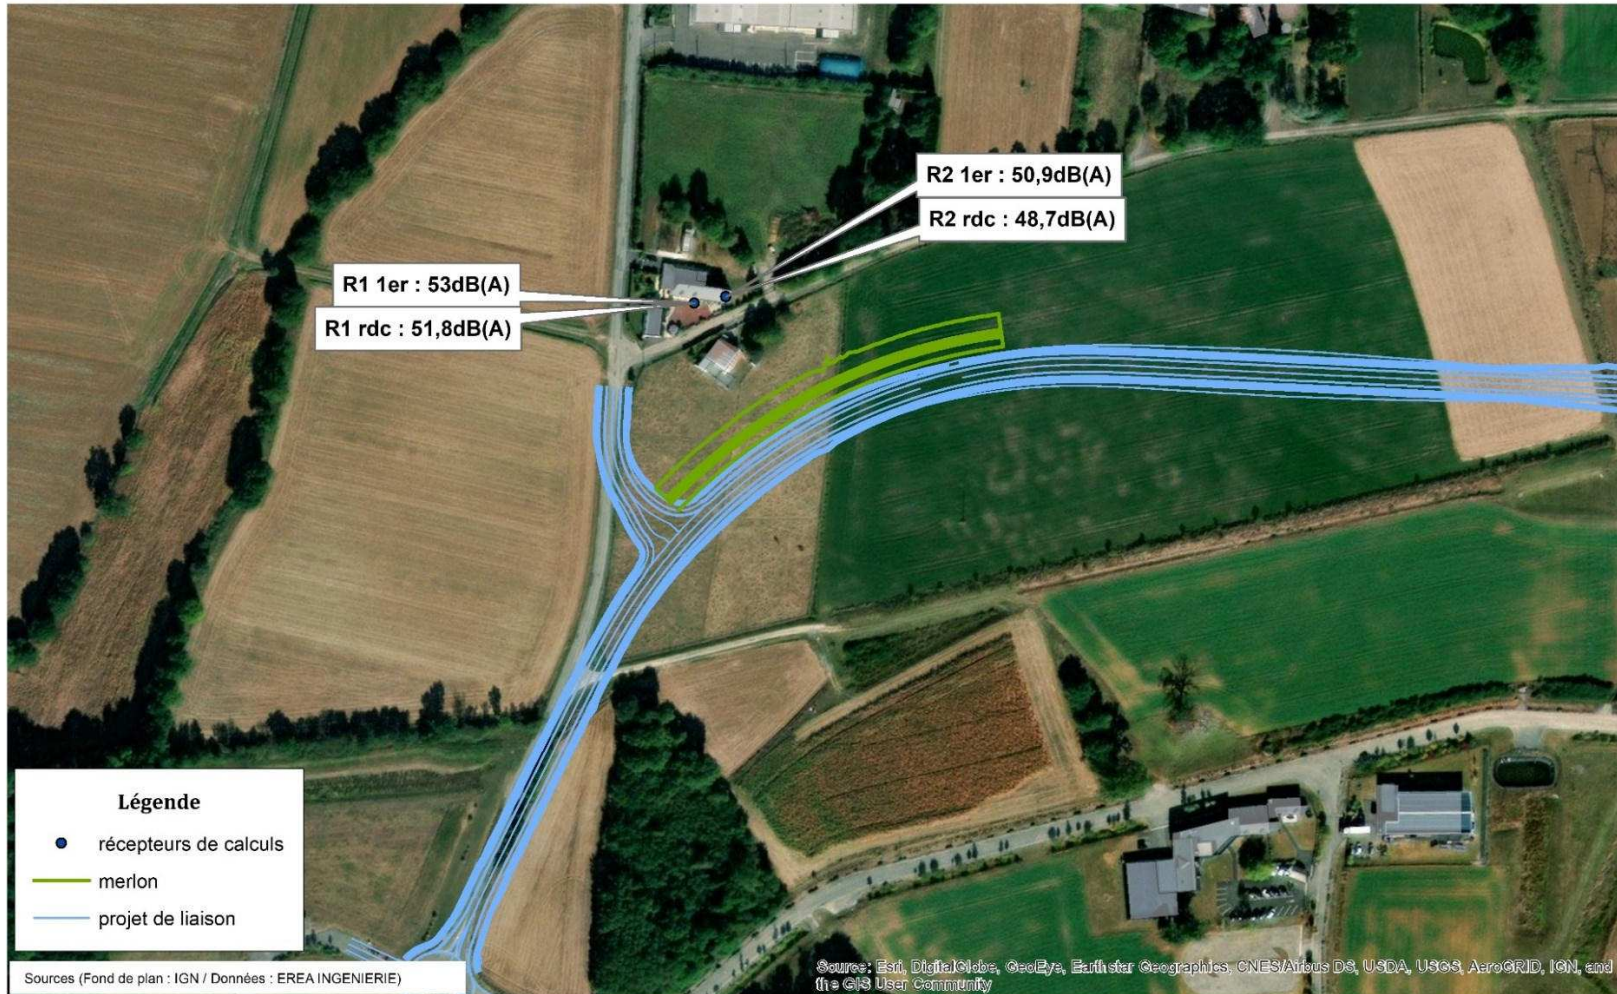 R2 1er : 50,9dB(A)
R2 rdc : 48,7dB(A)
R1 1er : 53dB(A)
R1 rdc : 51,8dB(A)
Légende
récepteurs de calculs
merlon
projet de liaison
Sources (Fond de plan : IGN / Données : EREA INGENIERIE)
Source: Esri, DigitalGlobe, GeoEye, Earthstar Geographics, CNES/Airbus DS, USDA, USGS, AeroGRID, IGN, and
the GIS User Community